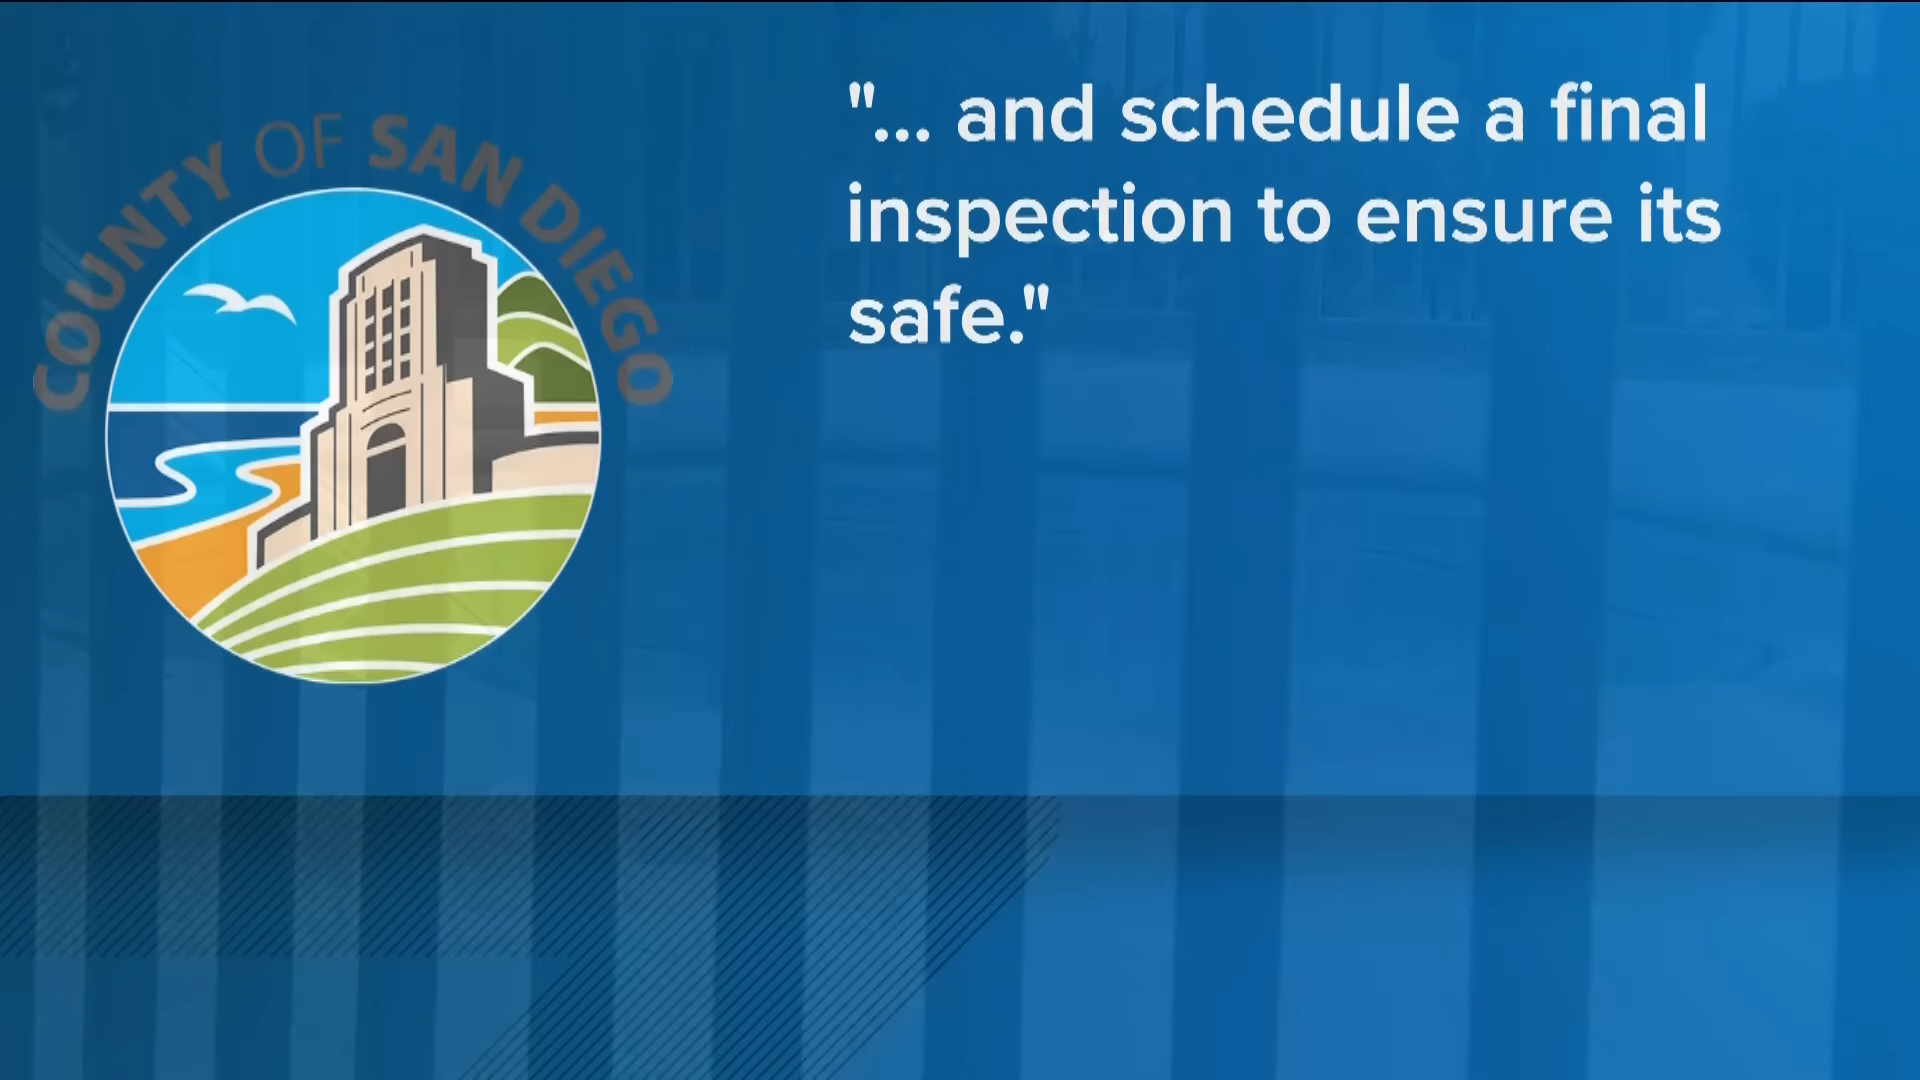 COUNTY OF SAN DIEGO
"... and schedule a final
inspection to ensure its
safe."